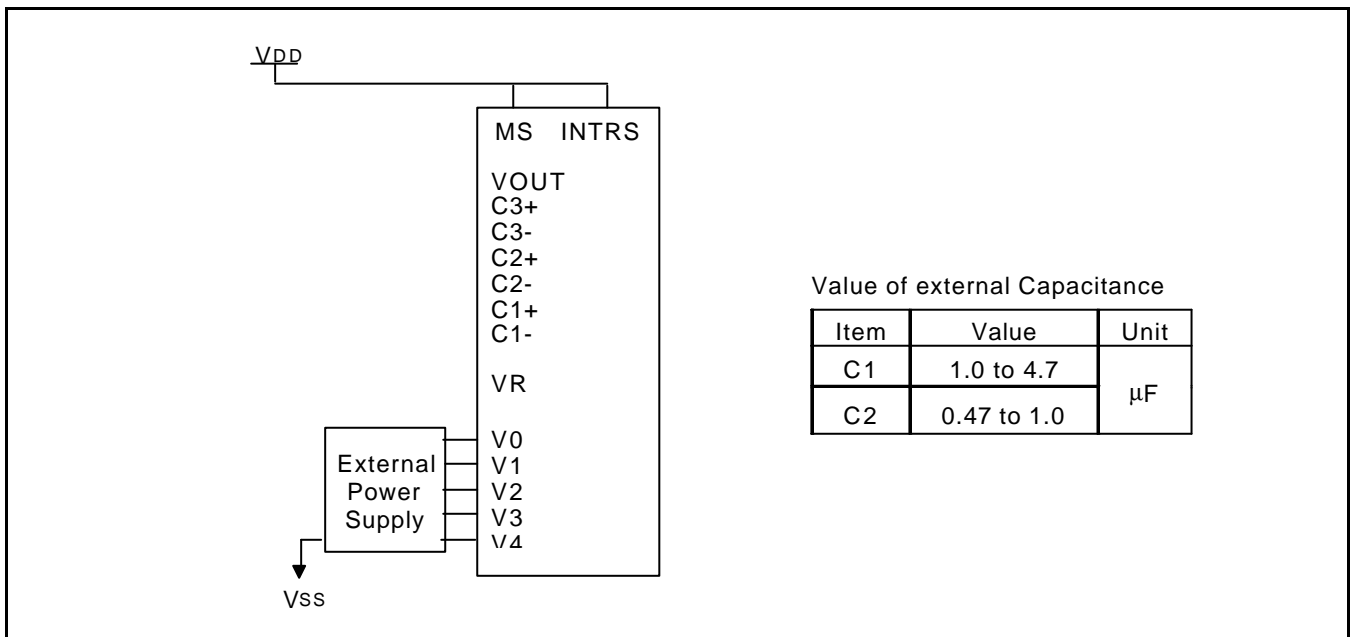 VDD
MS INTRS
VOUT
C3+
C3-
C2+
C2-
C1+
C1-
VR
V0
V1
V2
V3
V4
External
Power
Supply
VSS
Value of external Capacitance
Item Value Unit
C1 1.0 to 4.7 μF
C2 0.47 to 1.0